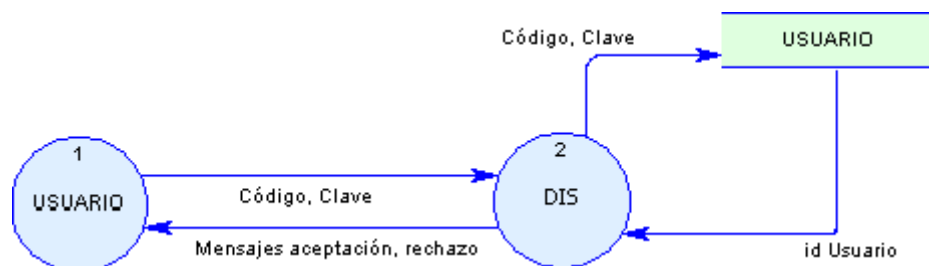 Código, Clave
USUARIO
1
USUARIO
Código, Clave
Mensajes aceptación, rechazo
2
DIS
id Usuario